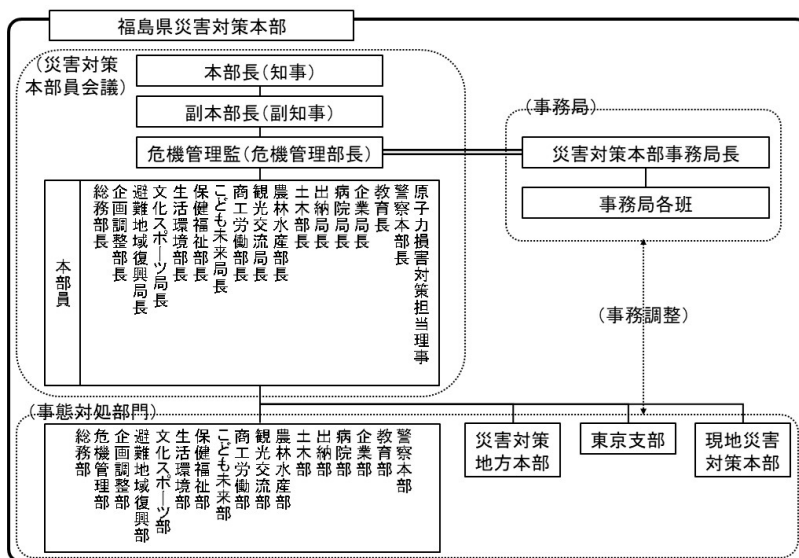 福島県災害対策本部
(災害対策
本部員会議)
本部長(知事)
副本部長(副知事)
危機管理監(危機管理部長)
(事務局)
災害対策本部事務局長
事務局各班
本部員
総務部長
企画調整部長
避難地域復興局長
文化スポーツ局長
生活環境部長
保健福祉部長
こども未来局長
商工労働部長
観光交流局長
農林水産部長
土木部長
出納局長
病院局長
企業局長
教育長
警察本部長
原子力損害対策担当理事
(事務調整)
(事態対処部門)
総務部
危機管理部
企画調整部
避難地域復興部
文化スポーツ部
生活環境部
保健福祉部
こども未来部
商工労働部
観光交流部
農林水産部
土木部
出納部
病院部
企業部
教育部
警察本部
災害対策
地方本部
東京支部
現地災害
対策本部